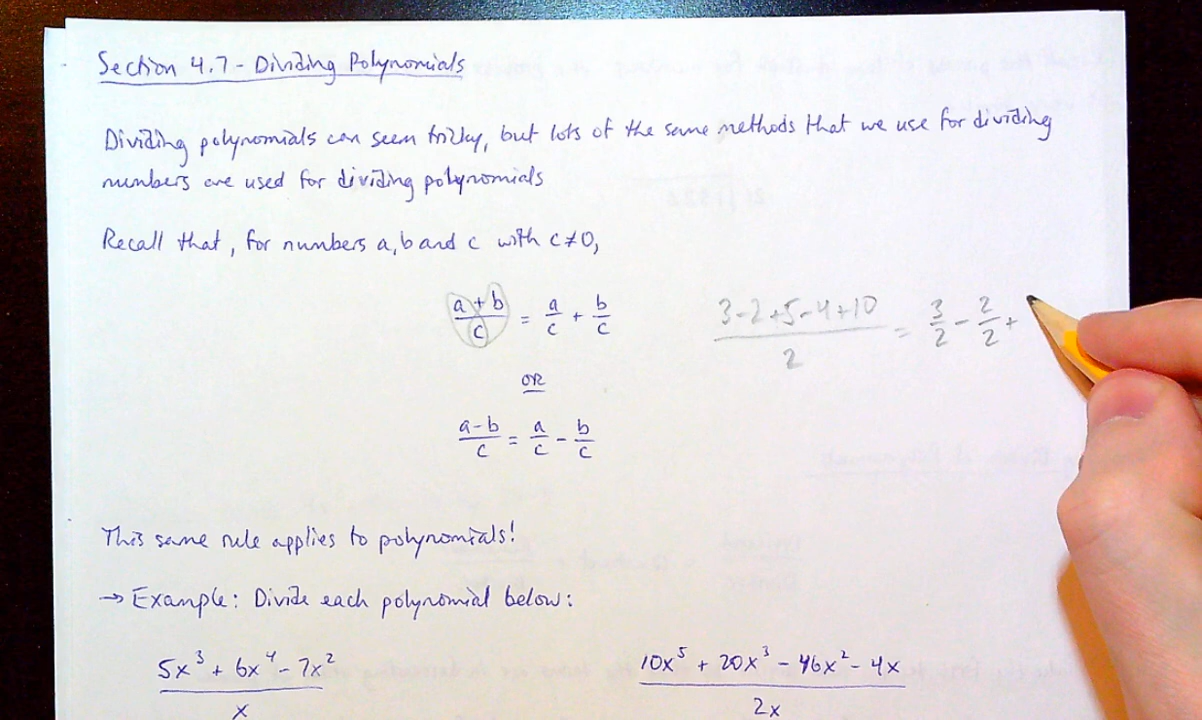 Section 4.7 - Dividing Polynomials
Dividing polynomials can seem tricky, but lots of the same methods that we use for dividing
numbers are used for dividing polynomials
Recall that, for numbers a, b and c with c≠0,
(a+b)/c = a/c + b/c
(3-2+5-4+10)/2 = 3/2 - 2/2 +
OR
(a-b)/c = a/c - b/c
This same rule applies to polynomials!
→ Example: Divide each polynomial below:
(5x³ + 6x⁴ - 7x²)/x
(10x⁵ + 20x³ - 46x² - 4x)/2x